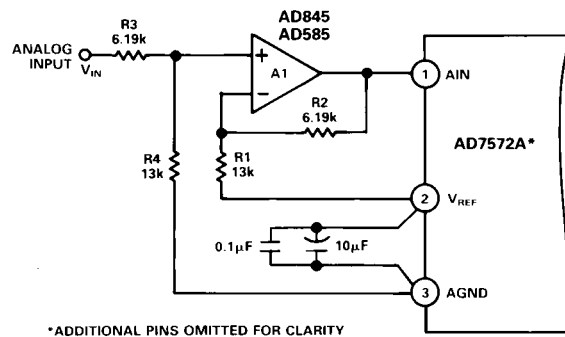 AD845
AD585
R3
6.19k
ANALOG
INPUT
VIN
+
A1
−
1
AIN
R2
6.19k
AD7572A*
R4
13k
R1
13k
2
VREF
0.1µF
10µF
3
AGND
*ADDITIONAL PINS OMITTED FOR CLARITY